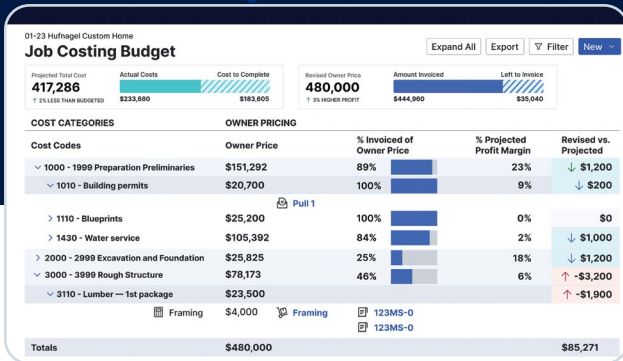 01-23 Hufnagel Custom Home
Job Costing Budget
Expand All Export Filter New
Projected Total Cost Actual Costs Cost to Complete
417,286
↑ 2% LESS THAN BUDGETED $233,680 $183,605
Revised Owner Price Amount Invoiced Left to Invoice
480,000
↑ 3% HIGHER PROFIT $444,960 $35,040
COST CATEGORIES OWNER PRICING
Cost Codes Owner Price % Invoiced of Owner Price % Projected Profit Margin Revised vs. Projected
1000 - 1999 Preparation Preliminaries $151,292 89% 23% ↓ $1,200
1010 - Building permits $20,700 100% 9% ↓ $200
Pull 1
1110 - Blueprints $25,200 100% 0% $0
1430 - Water service $105,392 84% 2% ↓ $1,000
2000 - 2999 Excavation and Foundation $25,825 25% 18% ↓ $1,200
3000 - 3999 Rough Structure $78,173 46% 6% ↑ -$3,200
3110 - Lumber — 1st package $23,500 ↑ -$1,900
Framing $4,000 Framing 123MS-0
123MS-0
Totals $480,000 $85,271